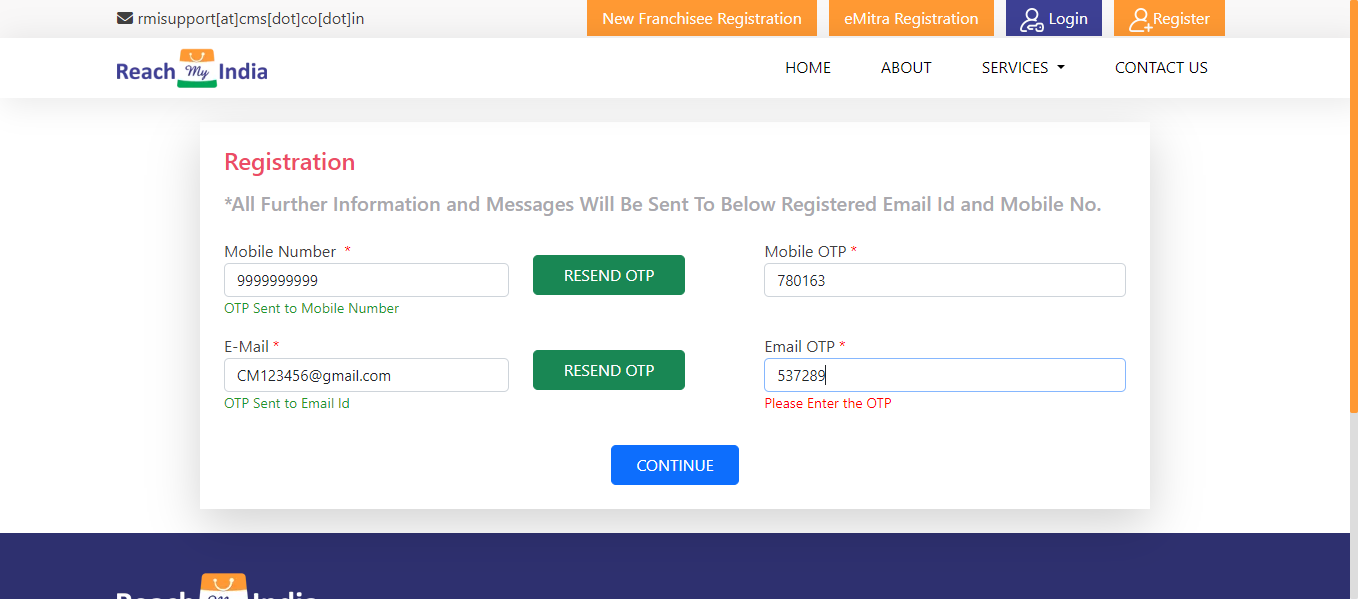 rmisupport[at]cms[dot]co[dot]in
New Franchisee Registration
eMitra Registration
Login
Register
Reach My India
HOME
ABOUT
SERVICES
CONTACT US
Registration
*All Further Information and Messages Will Be Sent To Below Registered Email Id and Mobile No.
Mobile Number *
Mobile OTP *
9999999999
RESEND OTP
780163
OTP Sent to Mobile Number
E-Mail *
Email OTP *
CM123456@gmail.com
RESEND OTP
537289
OTP Sent to Email Id
Please Enter the OTP
CONTINUE
Reach My India